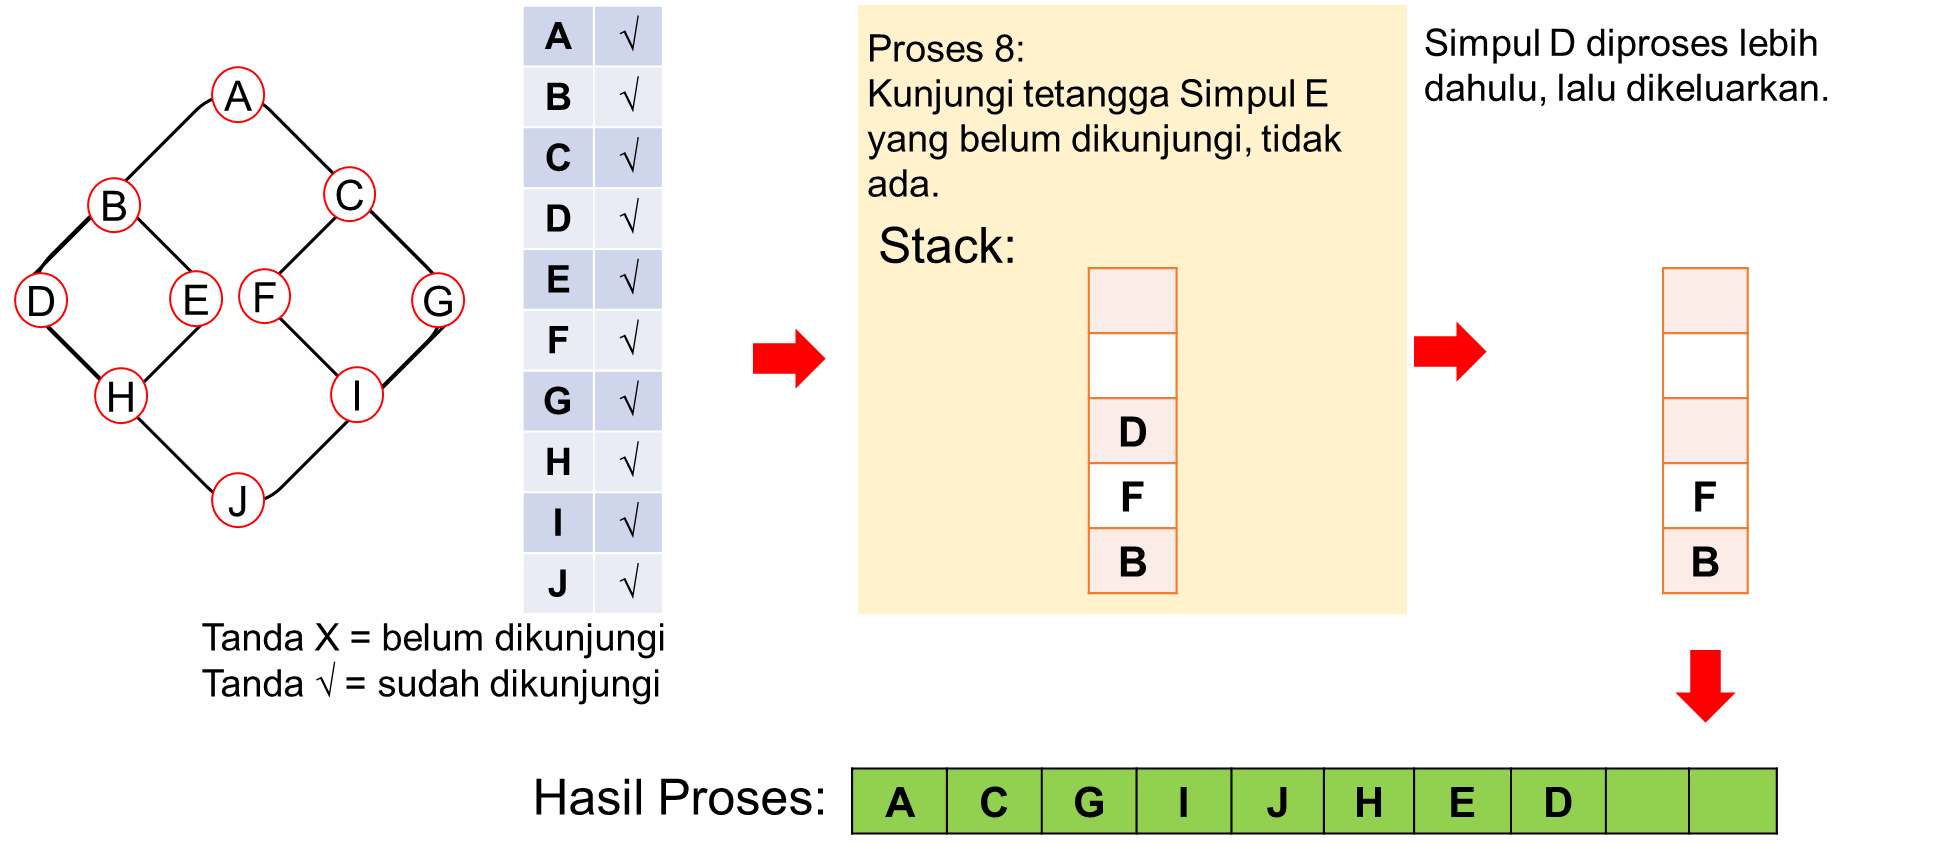 A
B
C
D
E
F
G
H
I
J
A √
B √
C √
D √
E √
F √
G √
H √
I √
J √
Tanda X = belum dikunjungi
Tanda √ = sudah dikunjungi
Proses 8:
Kunjungi tetangga Simpul E
yang belum dikunjungi, tidak
ada.
Stack:
D
F
B
Simpul D diproses lebih
dahulu, lalu dikeluarkan.
F
B
Hasil Proses: A C G I J H E D